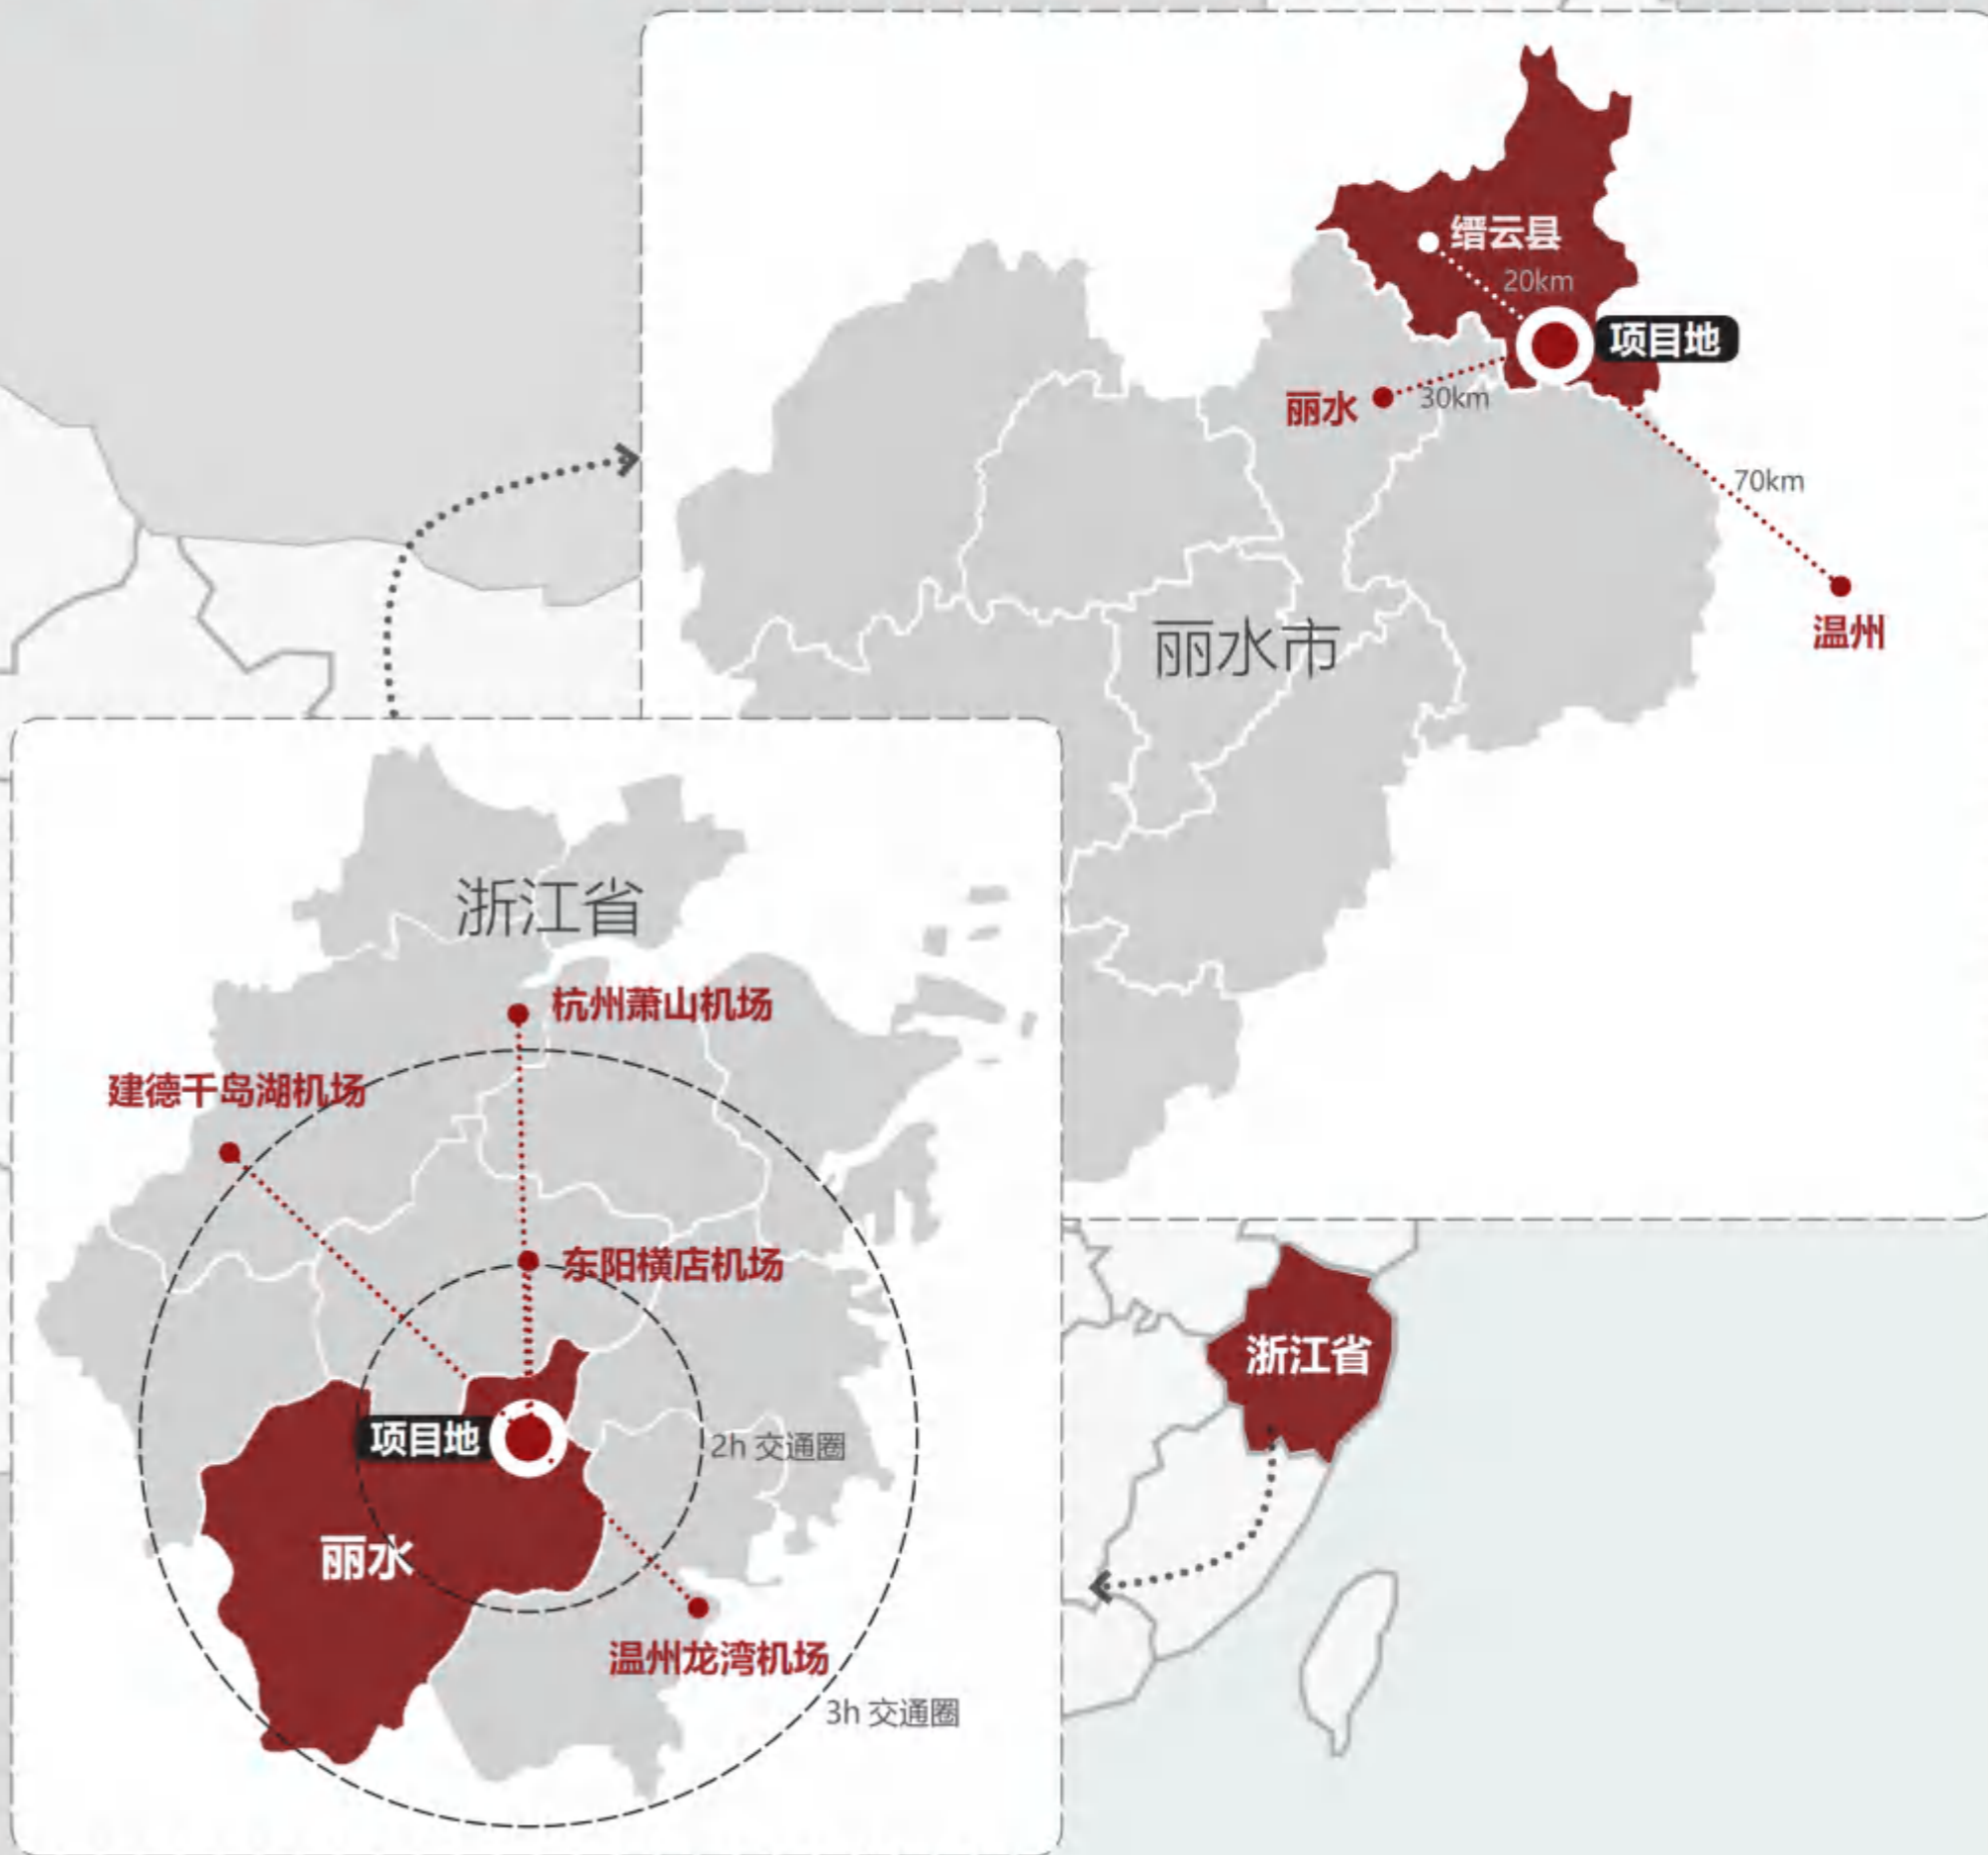 缙云县
20km
项目地
丽水
30km
70km
温州
丽水市
浙江省
杭州萧山机场
建德千岛湖机场
东阳横店机场
项目地
2h 交通圈
丽水
温州龙湾机场
3h 交通圈
浙江省